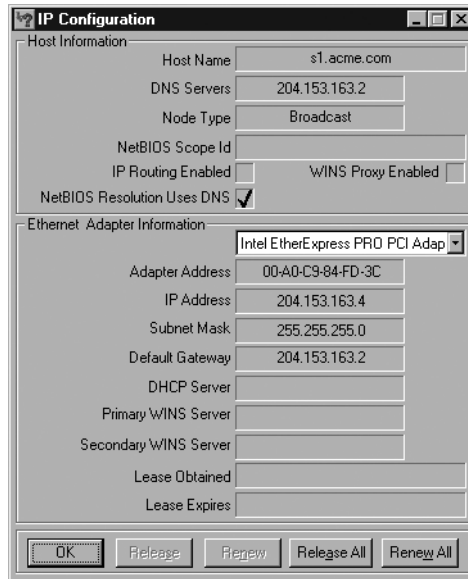 IP Configuration
Host Information
Host Name s1.acme.com
DNS Servers 204.153.163.2
Node Type Broadcast
NetBIOS Scope Id
IP Routing Enabled WINS Proxy Enabled
NetBIOS Resolution Uses DNS
Ethernet Adapter Information
Intel EtherExpress PRO PCI Adap
Adapter Address 00-A0-C9-84-FD-3C
IP Address 204.153.163.4
Subnet Mask 255.255.255.0
Default Gateway 204.153.163.2
DHCP Server
Primary WINS Server
Secondary WINS Server
Lease Obtained
Lease Expires
OK Release Renew Release All Renew All